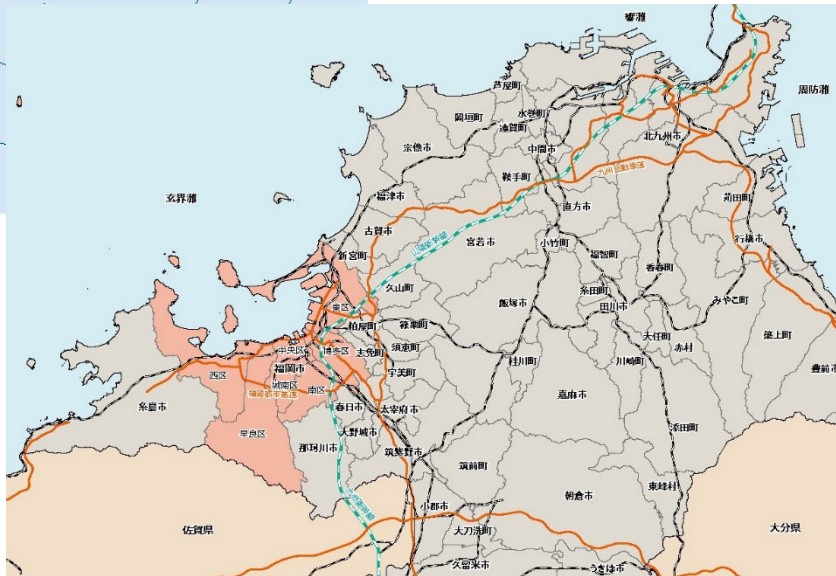 響灘
周防灘
芦屋町
水巻町
岡垣町
遠賀町
北九州市
宗像市
中間市
九州自動車道
鞍手町
苅田町
玄界灘
福津市
直方市
古賀市
山陽新幹線
宮若市
小竹町
行橋市
新宮町
福智町
香春町
久山町
東区
飯塚市
糸田町
田川市
みやこ町
粕屋町
篠栗町
大任町
赤村
築上町
中央区
博多区
志免町
須恵町
川崎町
豊前市
福岡市
宇美町
桂川町
西区
城南区
南区
福岡都市高速
嘉麻市
糸島市
春日市
太宰府市
添田町
早良区
大野城市
那珂川市
筑紫野市
筑前町
東峰村
九州新幹線
小郡市
朝倉市
佐賀県
大刀洗町
大分県
久留米市
うきは市